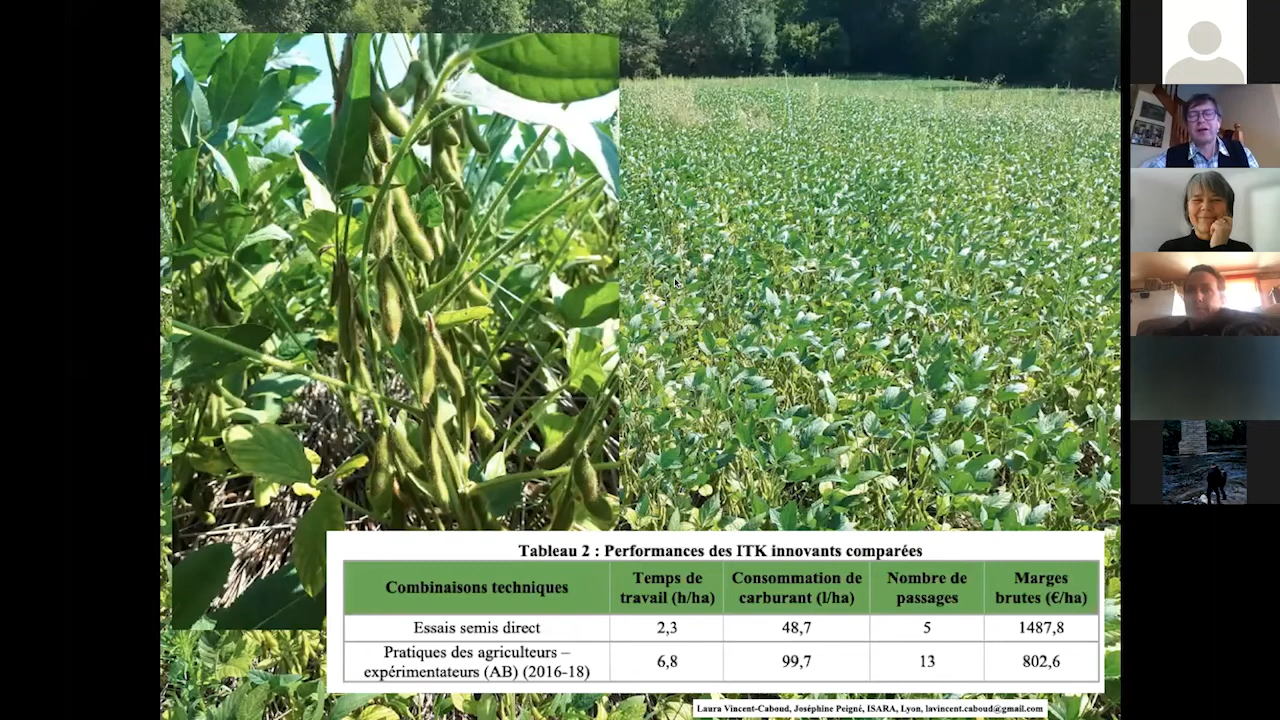 Tableau 2 : Performances des ITK innovants comparées
Combinaisons techniques
Temps de
travail (h/ha)
Consommation de
carburant (l/ha)
Nombre de
passages
Marges
brutes (€/ha)
Essais semis direct
2,3
48,7
5
1487,8
Pratiques des agriculteurs –
expérimentateurs (AB) (2016-18)
6,8
99,7
13
802,6
Laura Vincent-Caboud, Joséphine Peigné, ISARA, Lyon, lavincent.caboud@gmail.com